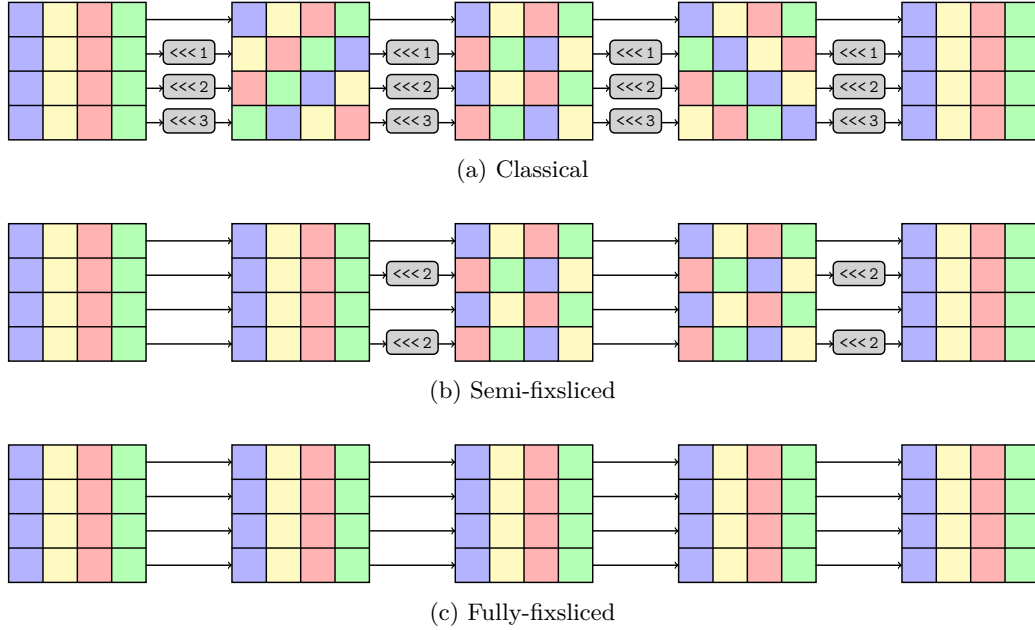 <<< 1 <<< 1 <<< 1 <<< 1
<<< 2 <<< 2 <<< 2 <<< 2
<<< 3 <<< 3 <<< 3 <<< 3
(a) Classical
<<< 2 <<< 2
<<< 2 <<< 2
(b) Semi-fixsliced
(c) Fully-fixsliced